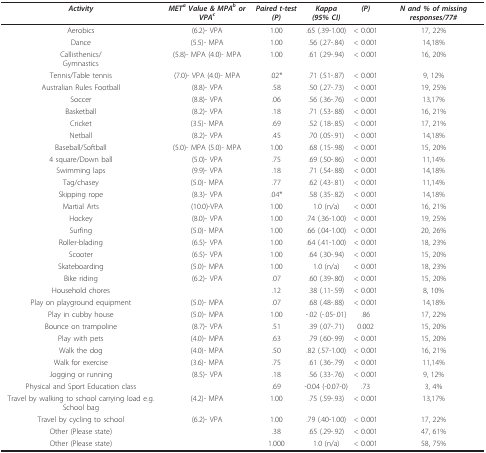 Activity MET^a Value & MPA^b or VPA^c Paired t-test (P) Kappa (95% CI) (P) N and % of missing responses/77#
Aerobics (6.2)- VPA 1.00 .65 (.39-1.00) < 0.001 17, 22%
Dance (5.5)- MPA 1.00 .56 (.27-.84) < 0.001 14,18%
Callisthenics/ Gymnastics (5.8)- MPA (4.0)- MPA 1.00 .61 (.29-.94) < 0.001 16, 20%
Tennis/Table tennis (7.0)- VPA (4.0)- MPA .02* .71 (.51-.87) < 0.001 9, 12%
Australian Rules Football (8.8)- VPA .58 .50 (.27-.73) < 0.001 19, 25%
Soccer (8.8)- VPA .06 .56 (.36-.76) < 0.001 13,17%
Basketball (8.2)- VPA .18 .71 (.53-.88) < 0.001 16, 21%
Cricket (3.5)- MPA .69 .52 (.18-.85) < 0.001 17, 21%
Netball (8.2)- VPA .45 .70 (.05-.91) < 0.001 14,18%
Baseball/Softball (5.0)- MPA (5.0)- MPA 1.00 .68 (.15-.98) < 0.001 15, 20%
4 square/Down ball (5.0)- VPA .75 .69 (.50-.86) < 0.001 11,14%
Swimming laps (9.9)- VPA .18 .71 (.54-.88) < 0.001 14,18%
Tag/chasey (5.0)- MPA .77 .62 (.43-.81) < 0.001 11,14%
Skipping rope (8.3)- VPA .04* .58 (.35-.82) < 0.001 14,18%
Martial Arts (10.0)-VPA 1.00 1.0 (n/a) < 0.001 16, 21%
Hockey (8.0)- VPA 1.00 .74 (.36-1.00) < 0.001 19, 25%
Surfing (5.0)- MPA 1.00 .66 (.04-1.00) < 0.001 20, 26%
Roller-blading (6.5)- VPA 1.00 .64 (.41-1.00) < 0.001 18, 23%
Scooter (6.5)- VPA 1.00 .64 (.30-.94) < 0.001 15, 20%
Skateboarding (5.0)- MPA 1.00 1.0 (n/a) < 0.001 18, 23%
Bike riding (6.2)- VPA .07 .60 (.39-.80) < 0.001 15, 20%
Household chores .12 .38 (.11-.59) < 0.001 8, 10%
Play on playground equipment (5.0)- MPA .07 .68 (.48-.88) < 0.001 14,18%
Play in cubby house (5.0)- MPA 1.00 -.02 (-.05-.01) .86 17, 22%
Bounce on trampoline (8.7)- VPA .51 .39 (.07-.71) 0.002 15, 20%
Play with pets (4.0)- MPA .63 .79 (.60-.99) < 0.001 15, 20%
Walk the dog (4.0)- MPA .50 .82 (.57-1.00) < 0.001 16, 21%
Walk for exercise (3.6)- MPA .75 .61 (.36-.79) < 0.001 11,14%
Jogging or running (8.5)- VPA .18 .56 (.33-.76) < 0.001 9, 12%
Physical and Sport Education class .69 -0.04 (-0.07-0) .73 3, 4%
Travel by walking to school carrying load e.g. School bag (4.2)- MPA 1.00 .75 (.59-.93) < 0.001 13,17%
Travel by cycling to school (6.2)- VPA 1.00 .79 (.40-1.00) < 0.001 17, 22%
Other (Please state) .38 .65 (.29-.92) < 0.001 47, 61%
Other (Please state) 1.000 1.0 (n/a) < 0.001 58, 75%